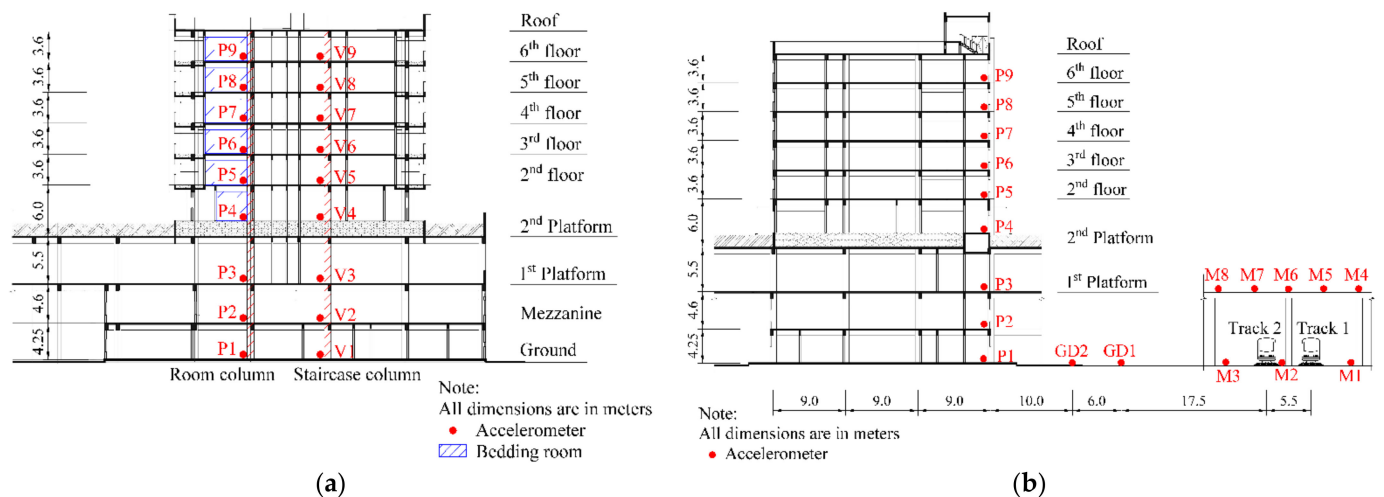 Roof
3.6 P9 V9 6th floor
3.6 P8 V8 5th floor
3.6 P7 V7 4th floor
3.6 P6 V6 3rd floor
3.6 P5 V5 2nd floor
6.0 P4 V4
2nd Platform
5.5 P3 V3 1st Platform
4.6 P2 V2 Mezzanine
4.25 P1 V1 Ground
Room column Staircase column
Note:
All dimensions are in meters
Accelerometer
Bedding room
(a)
Roof
3.6 P9 6th floor
3.6 P8 5th floor
3.6 P7 4th floor
3.6 P6 3rd floor
3.6 P5 2nd floor
6.0 P4
2nd Platform
5.5 P3 1st Platform
4.6 P2
4.25 P1 GD2 GD1
M8 M7 M6 M5 M4
Track 2 Track 1
M3 M2 M1
9.0 9.0 9.0 10.0 6.0 17.5 5.5
Note:
All dimensions are in meters
Accelerometer
(b)